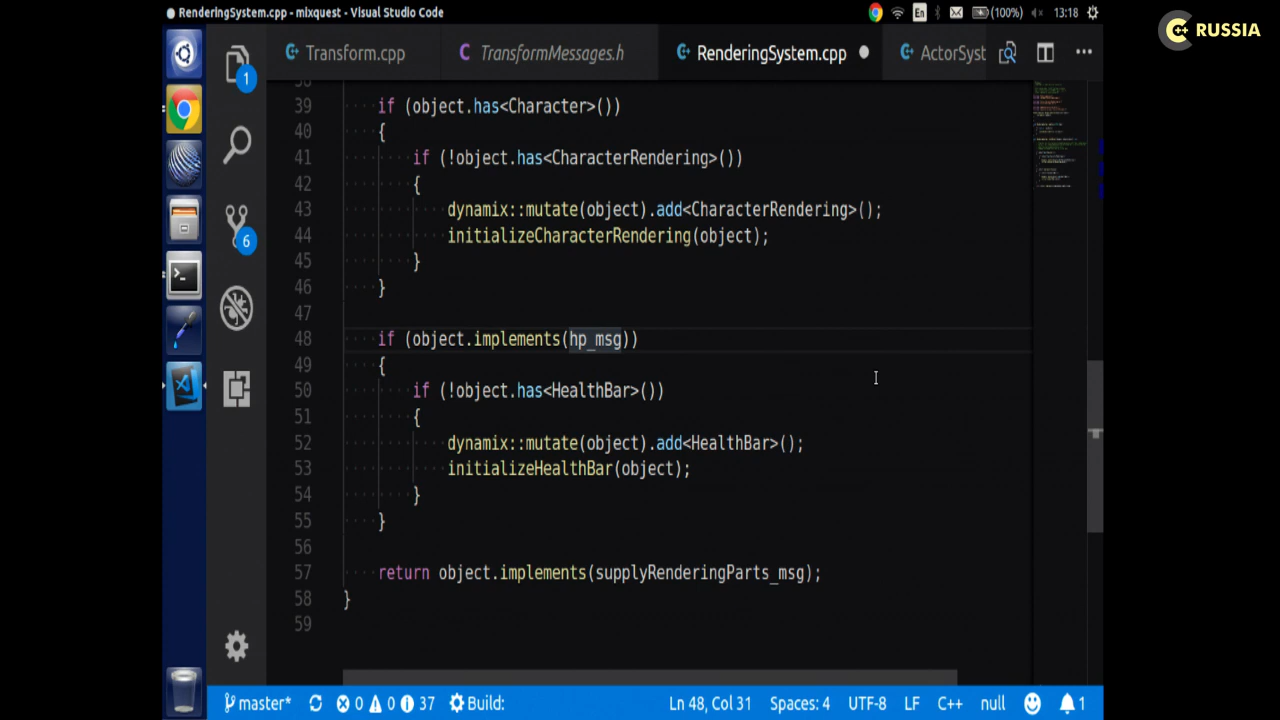 RenderingSystem.cpp - mixquest - Visual Studio Code
En
(100%)
13:18
C++ RUSSIA
Transform.cpp
C TransformMessages.h
RenderingSystem.cpp
ActorSyst
1
6
39 if (object.has<Character>())
40 {
41 if (!object.has<CharacterRendering>())
42 {
43 dynamix::mutate(object).add<CharacterRendering>();
44 initializeCharacterRendering(object);
45 }
46 }
47
48 if (object.implements(hp_msg))
49 {
50 if (!object.has<HealthBar>())
51 {
52 dynamix::mutate(object).add<HealthBar>();
53 initializeHealthBar(object);
54 }
55 }
56
57 return object.implements(supplyRenderingParts_msg);
58 }
59
master* 0 0 37 Build: Ln 48, Col 31 Spaces: 4 UTF-8 LF C++ null 1